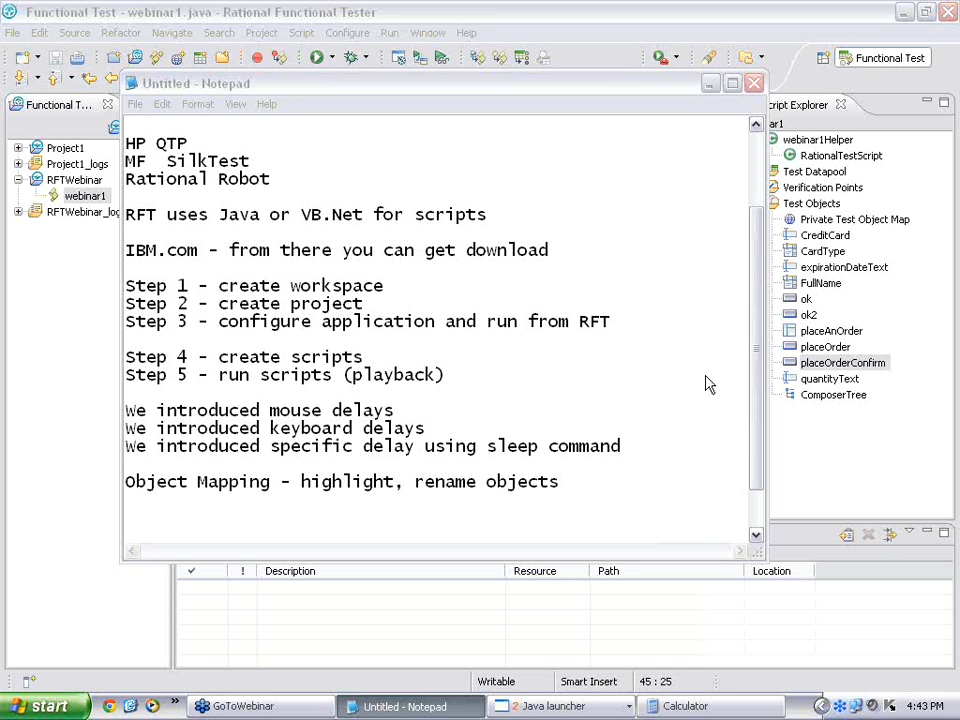 Functional Test - webinar1.java - Rational Functional Tester
File Edit Source Refactor Navigate Search Project Script Configure Run Window Help
Functional Test
Untitled - Notepad
File Edit Format View Help
HP QTP
MF SilkTest
Rational Robot
RFT uses Java or VB.Net for scripts
IBM.com - from there you can get download
Step 1 - create workspace
Step 2 - create project
Step 3 - configure application and run from RFT
Step 4 - create scripts
Step 5 - run scripts (playback)
We introduced mouse delays
We introduced keyboard delays
We introduced specific delay using sleep command
Object Mapping - highlight, rename objects
Functional T...
Project1
Project1_logs
RFTWebinar
webinar1
RFTWebinar_log
cript Explorer
nar1
webinar1Helper
RationalTestScript
Test Datapool
Verification Points
Test Objects
Private Test Object Map
CreditCard
CardType
expirationDateText
FullName
ok
ok2
placeAnOrder
placeOrder
placeOrderConfirm
quantityText
ComposerTree
! Description Resource Path Location
Writable Smart Insert 45 : 25
start GoToWebinar Untitled - Notepad 2 Java launcher Calculator 4:43 PM